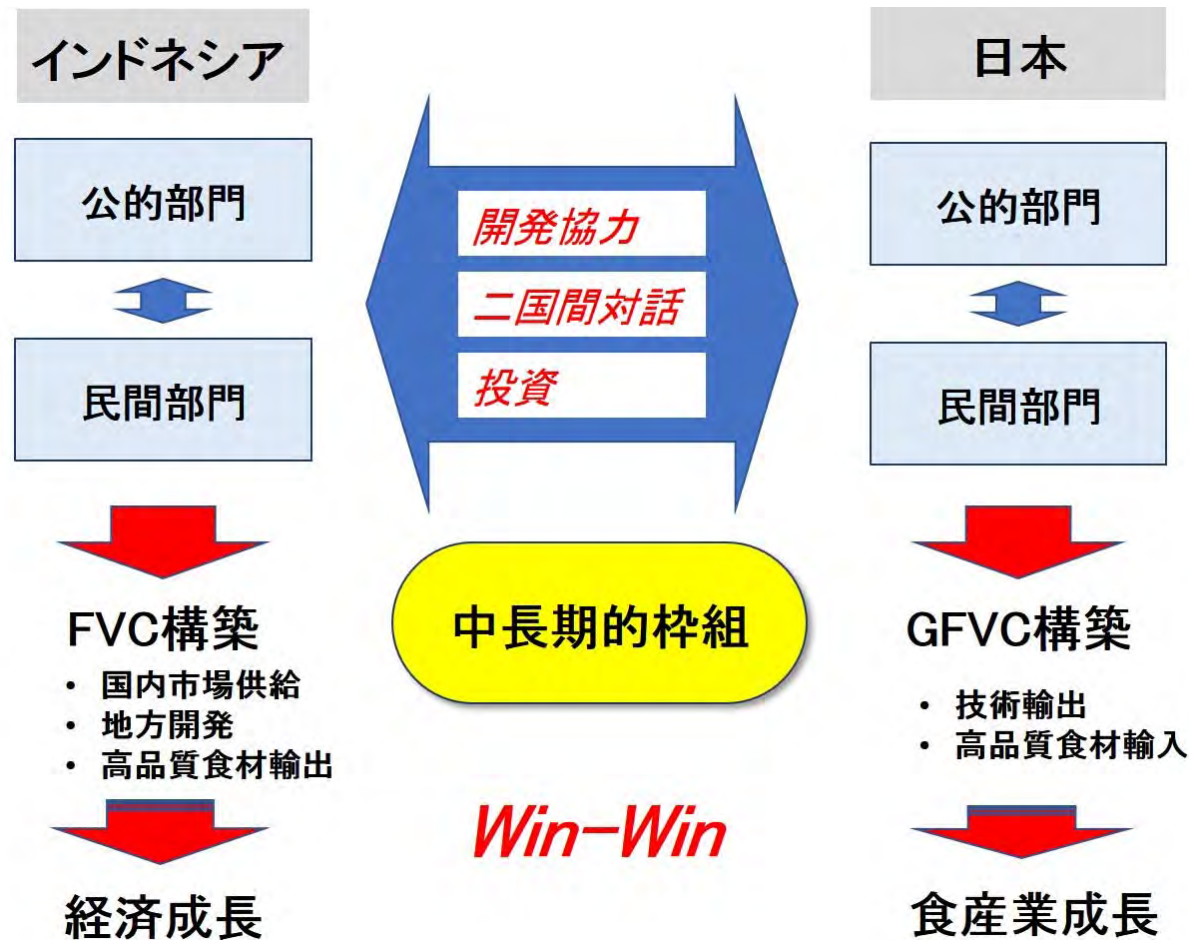 インドネシア
公的部門
民間部門
FVC構築
• 国内市場供給
• 地方開発
• 高品質食材輸出
経済成長
開発協力
二国間対話
投資
中長期的枠組
Win-Win
日本
公的部門
民間部門
GFVC構築
• 技術輸出
• 高品質食材輸入
食産業成長